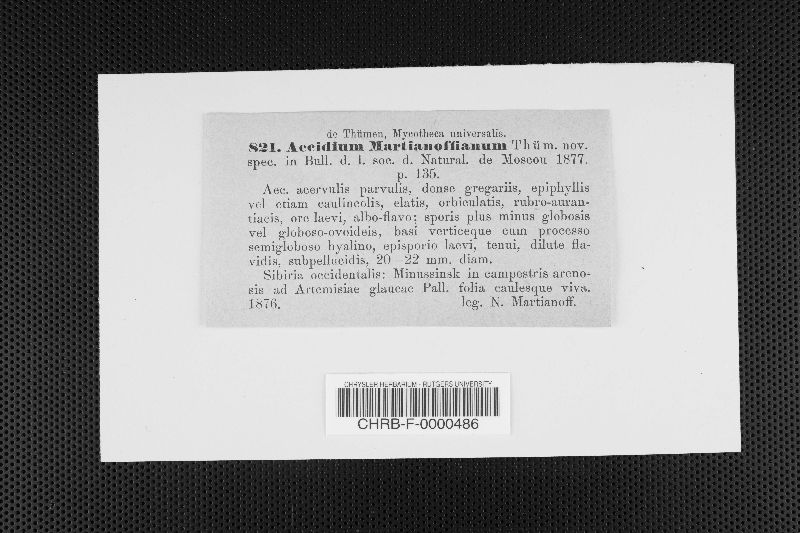 de Thümen, Mycotheca universalis.
821. Aecidium Martianoffianum Thüm. nov.
spec. in Bull. d. l. soc. d. Natural. de Moscou 1877.
p. 135.
Aec. acervulis parvulis, dense gregariis, epiphyllis
vel etiam caulincolis, elatis, orbiculatis, rubro-auran-
tiacis, ore laevi, albo-flavo; sporis plus minus globosis
vel globoso-ovoideis, basi verticeque cum processo
semigloboso hyalino, episporio laevi, tenui, dilute fla-
vidis, subpellucidis, 20—22 mm. diam.
Sibiria occidentalis: Minussinsk in campestris areno-
sis ad Artemisiae glaucae Pall. folia caulesque viva.
1876. leg. N. Martianoff.
CHRYSLER HERBARIUM - RUTGERS UNIVERSITY
CHRB-F-0000486